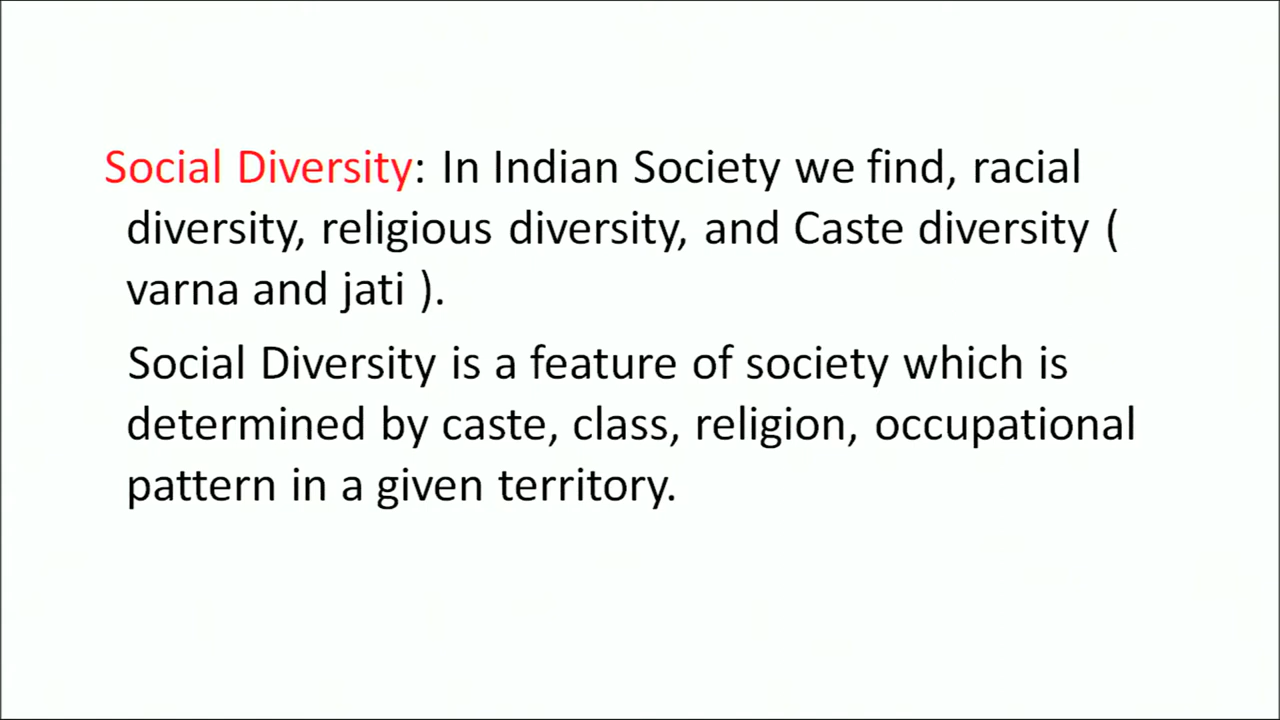 Social Diversity: In Indian Society we find, racial
diversity, religious diversity, and Caste diversity (
varna and jati ).
Social Diversity is a feature of society which is
determined by caste, class, religion, occupational
pattern in a given territory.